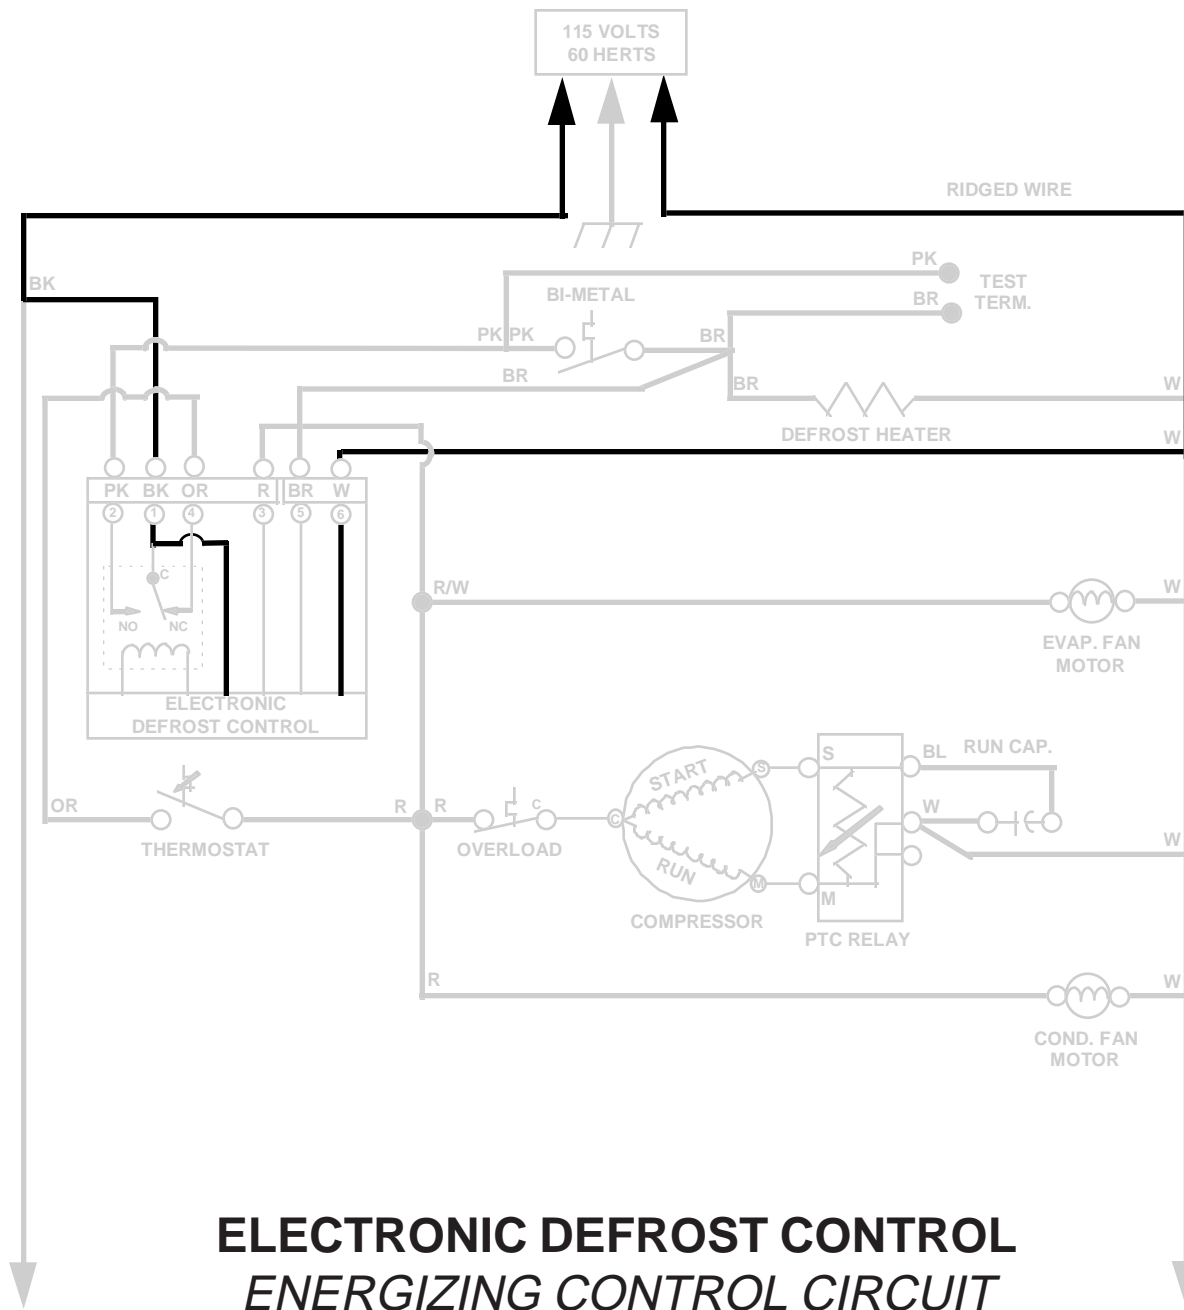 115 VOLTS
60 HERTS
RIDGED WIRE
BK
PK
TEST
TERM.
BI-METAL
BR
PK PK
BR
BR
BR
W
DEFROST HEATER
W
PK BK OR R BR W
2 1 4 3 5 6
C
R/W
W
NO NC
EVAP. FAN
MOTOR
ELECTRONIC
DEFROST CONTROL
S
BL
RUN CAP.
START
S
OR
R
R
C
C
W
THERMOSTAT
OVERLOAD
W
RUN
M
M
COMPRESSOR
PTC RELAY
R
W
COND. FAN
MOTOR
ELECTRONIC DEFROST CONTROL
ENERGIZING CONTROL CIRCUIT